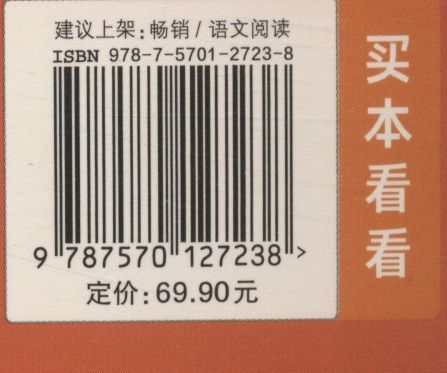 建议上架:畅销/语文阅读
ISBN 978-7-5701-2723-8
9 787570 127238 >
定价:69.90元
买本看看